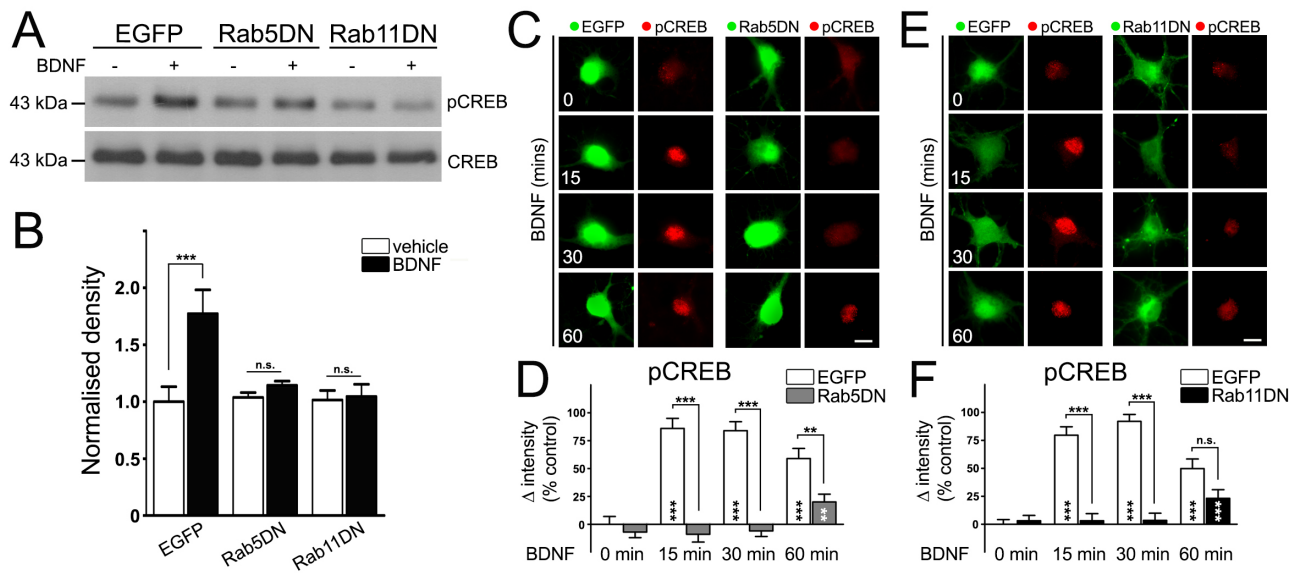 A
EGFP Rab5DN Rab11DN
BDNF - + - + - +
43 kDa pCREB
43 kDa CREB
B
vehicle
BDNF
Normalised density
2.0
1.5
1.0
0.5
0
***
n.s.
n.s.
EGFP Rab5DN Rab11DN
C
EGFP pCREB Rab5DN pCREB
BDNF (mins)
0
15
30
60
D
pCREB
EGFP
Rab5DN
Δ intensity
(% control)
100
75
50
25
0
*** *** **
*** *** *** **
BDNF 0 min 15 min 30 min 60 min
E
EGFP pCREB Rab11DN pCREB
BDNF (mins)
0
15
30
60
F
pCREB
EGFP
Rab11DN
Δ intensity
(% control)
100
75
50
25
0
*** *** n.s.
*** *** *** ***
BDNF 0 min 15 min 30 min 60 min